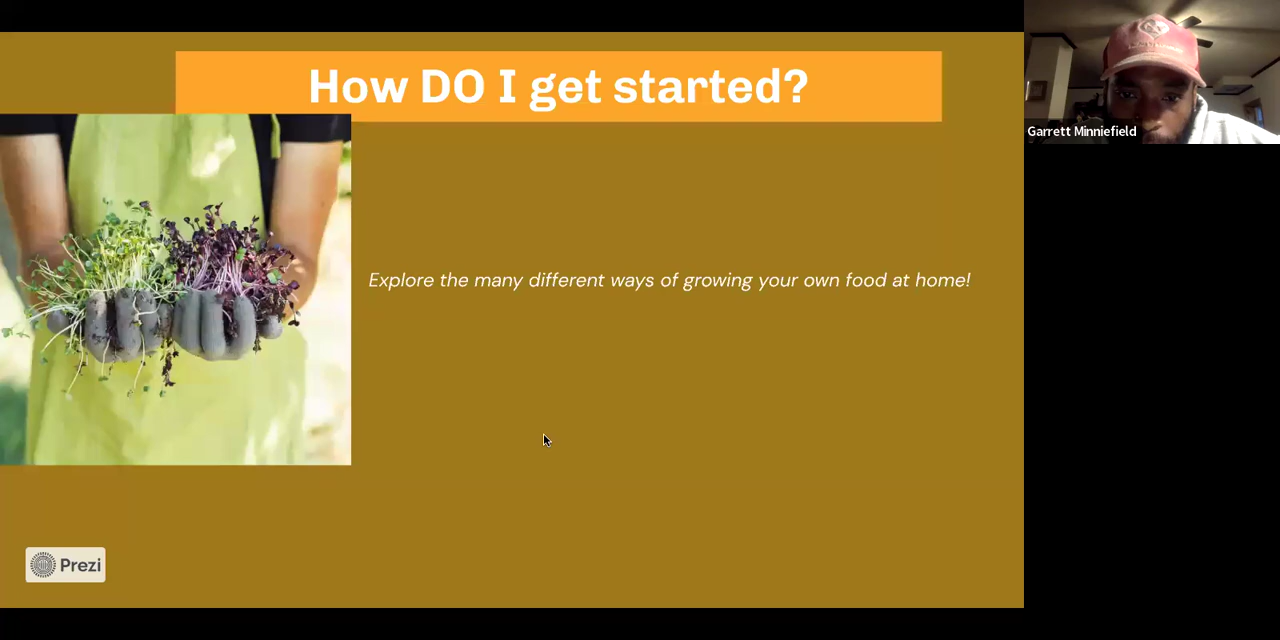 How DO I get started?
Garrett Minniefield
Explore the many different ways of growing your own food at home!
Prezi